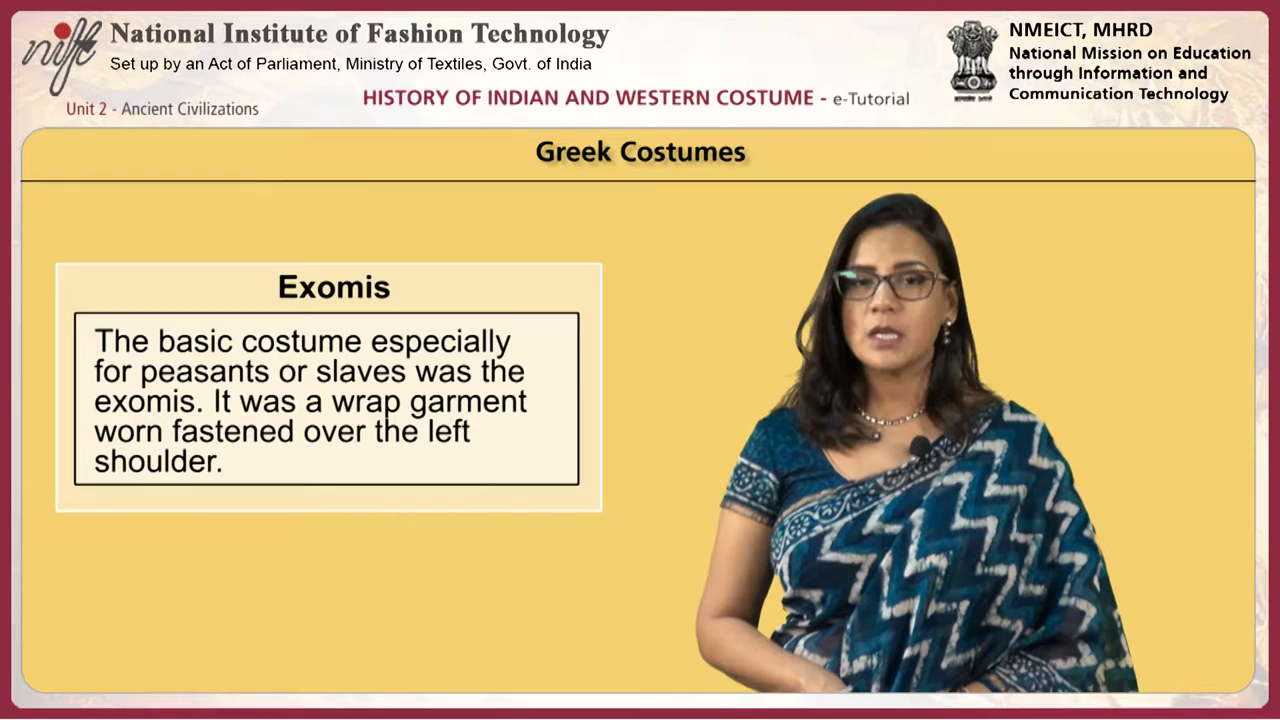 nift
National Institute of Fashion Technology
Set up by an Act of Parliament, Ministry of Textiles, Govt. of India
Unit 2 - Ancient Civilizations
HISTORY OF INDIAN AND WESTERN COSTUME - e-Tutorial
NMEICT, MHRD
National Mission on Education
through Information and
Communication Technology
Greek Costumes
Exomis
The basic costume especially
for peasants or slaves was the
exomis. It was a wrap garment
worn fastened over the left
shoulder.